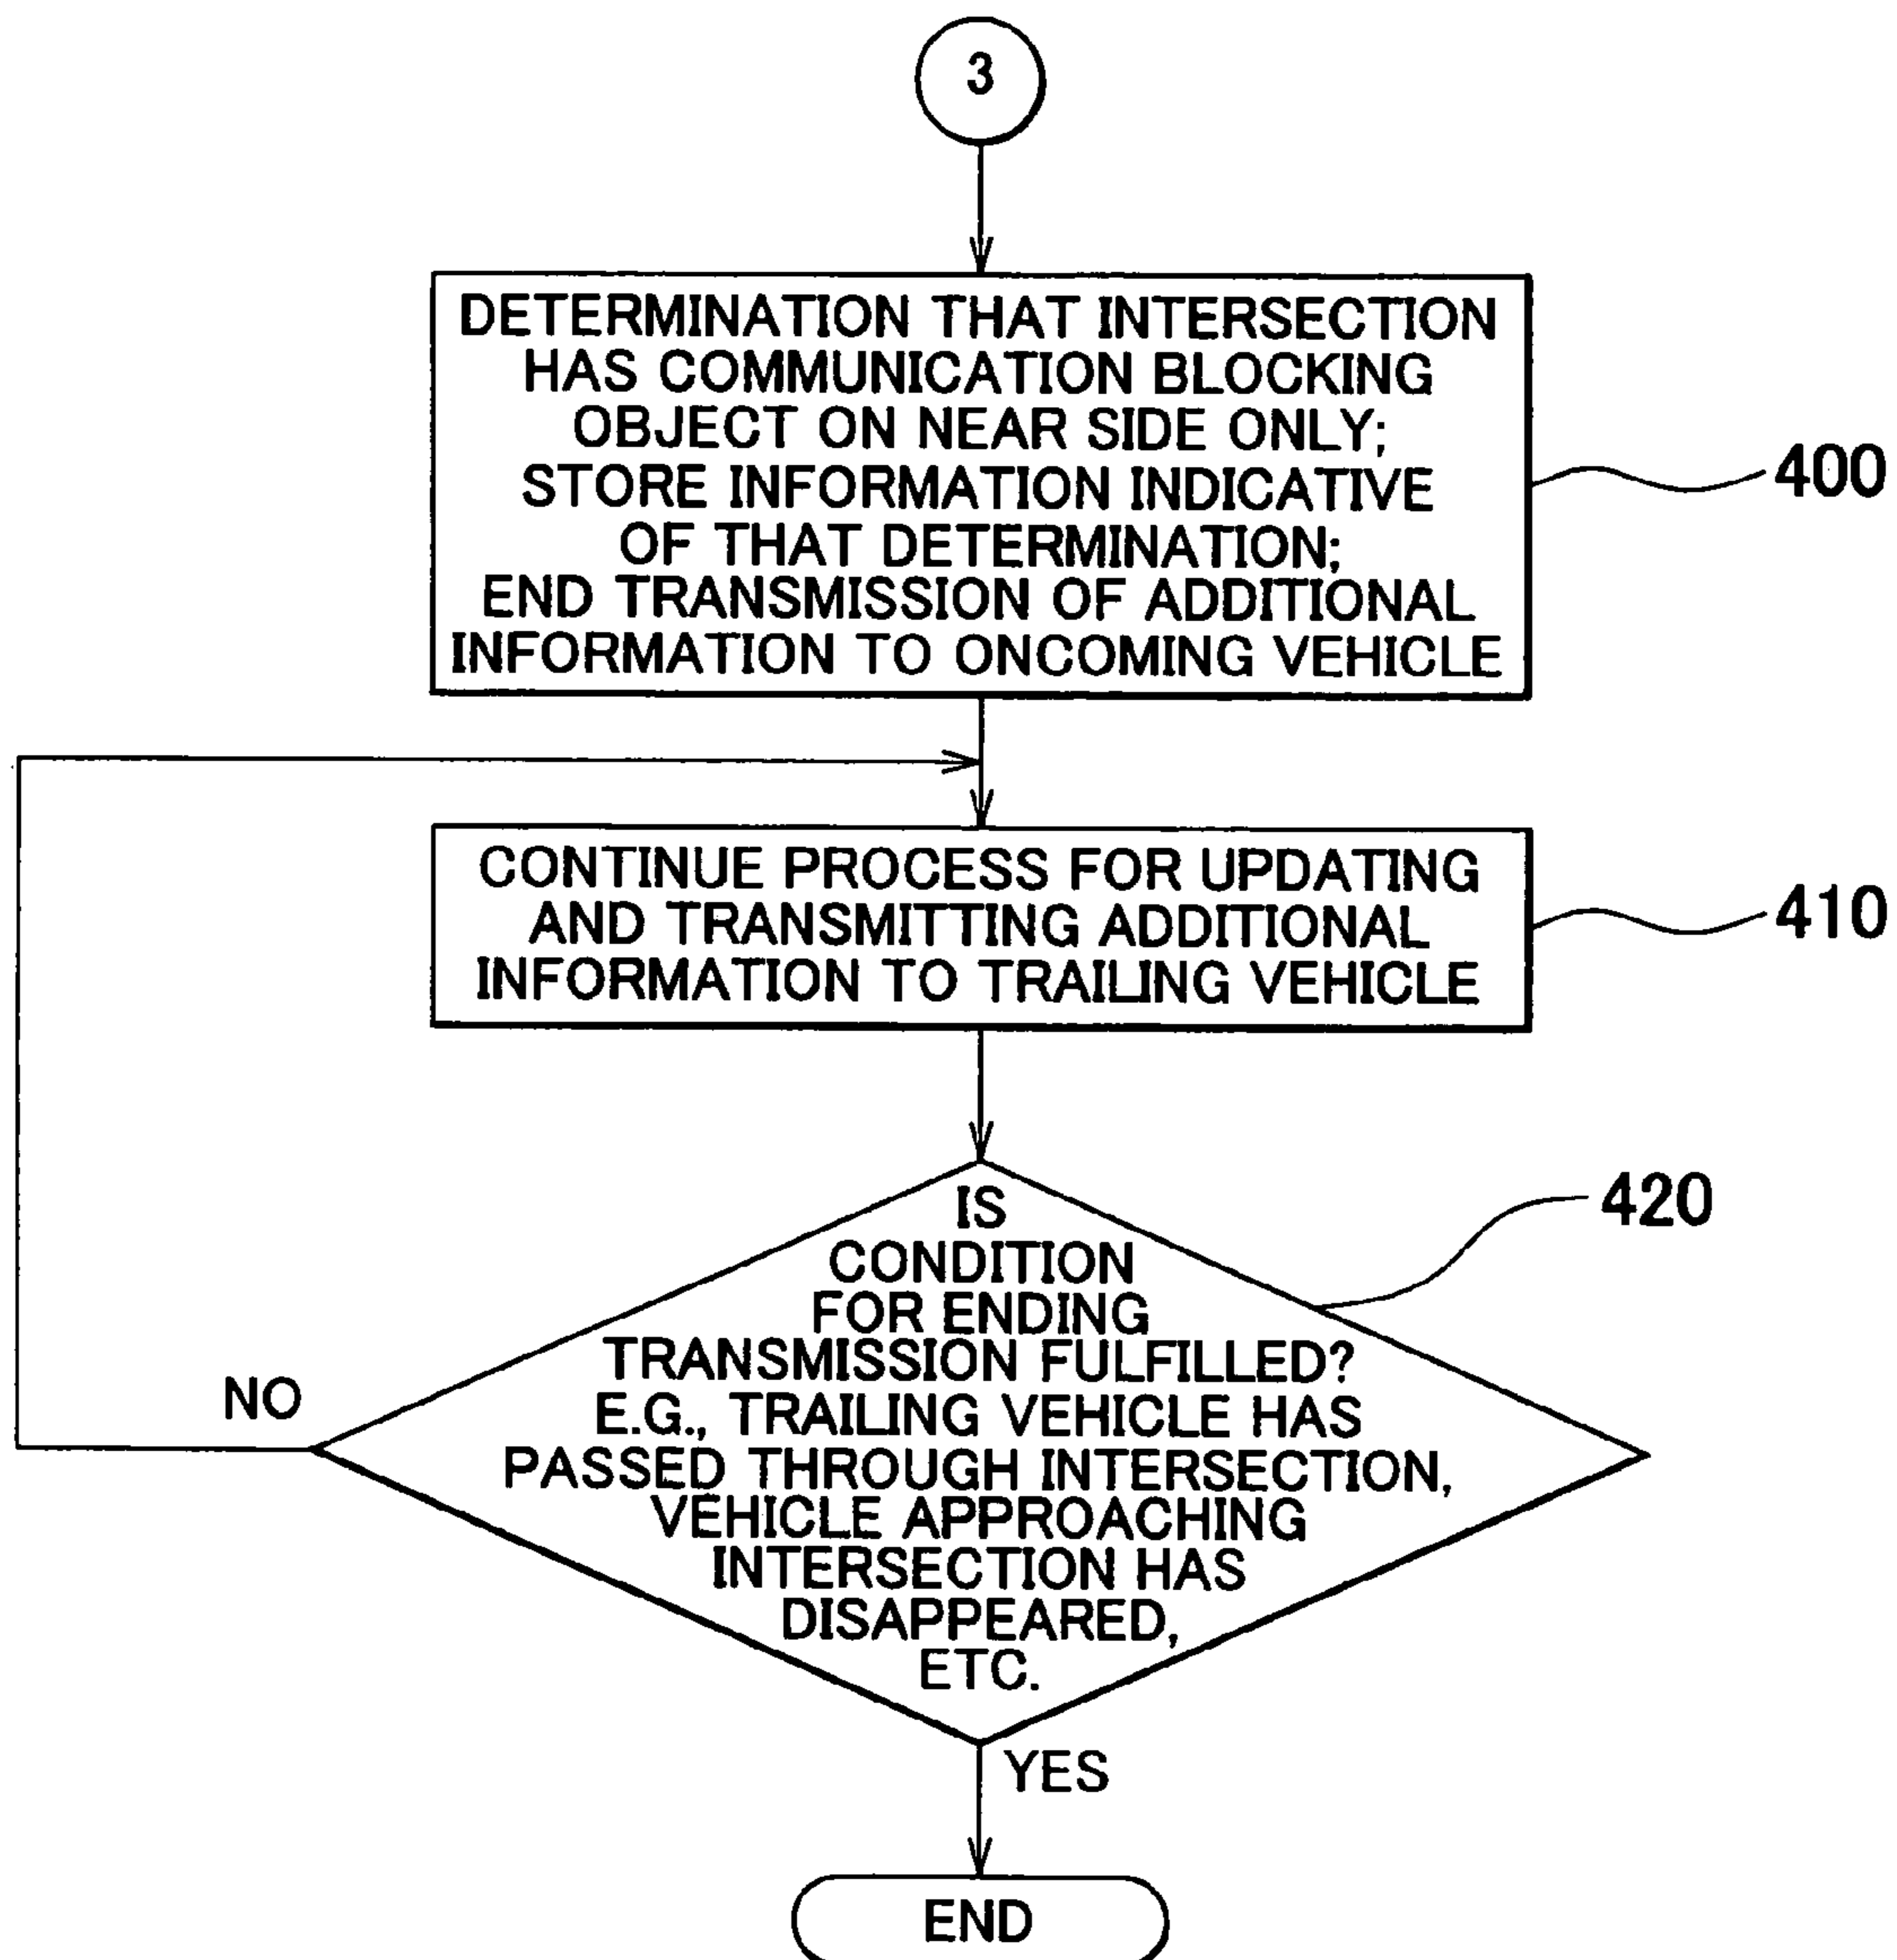 3
DETERMINATION THAT INTERSECTION
HAS COMMUNICATION BLOCKING
OBJECT ON NEAR SIDE ONLY;
STORE INFORMATION INDICATIVE
OF THAT DETERMINATION;
END TRANSMISSION OF ADDITIONAL
INFORMATION TO ONCOMING VEHICLE
400
CONTINUE PROCESS FOR UPDATING
AND TRANSMITTING ADDITIONAL
INFORMATION TO TRAILING VEHICLE
410
IS
CONDITION
FOR ENDING
TRANSMISSION FULFILLED?
E.G., TRAILING VEHICLE HAS
PASSED THROUGH INTERSECTION,
VEHICLE APPROACHING
INTERSECTION HAS
DISAPPEARED,
ETC.
420
NO
YES
END